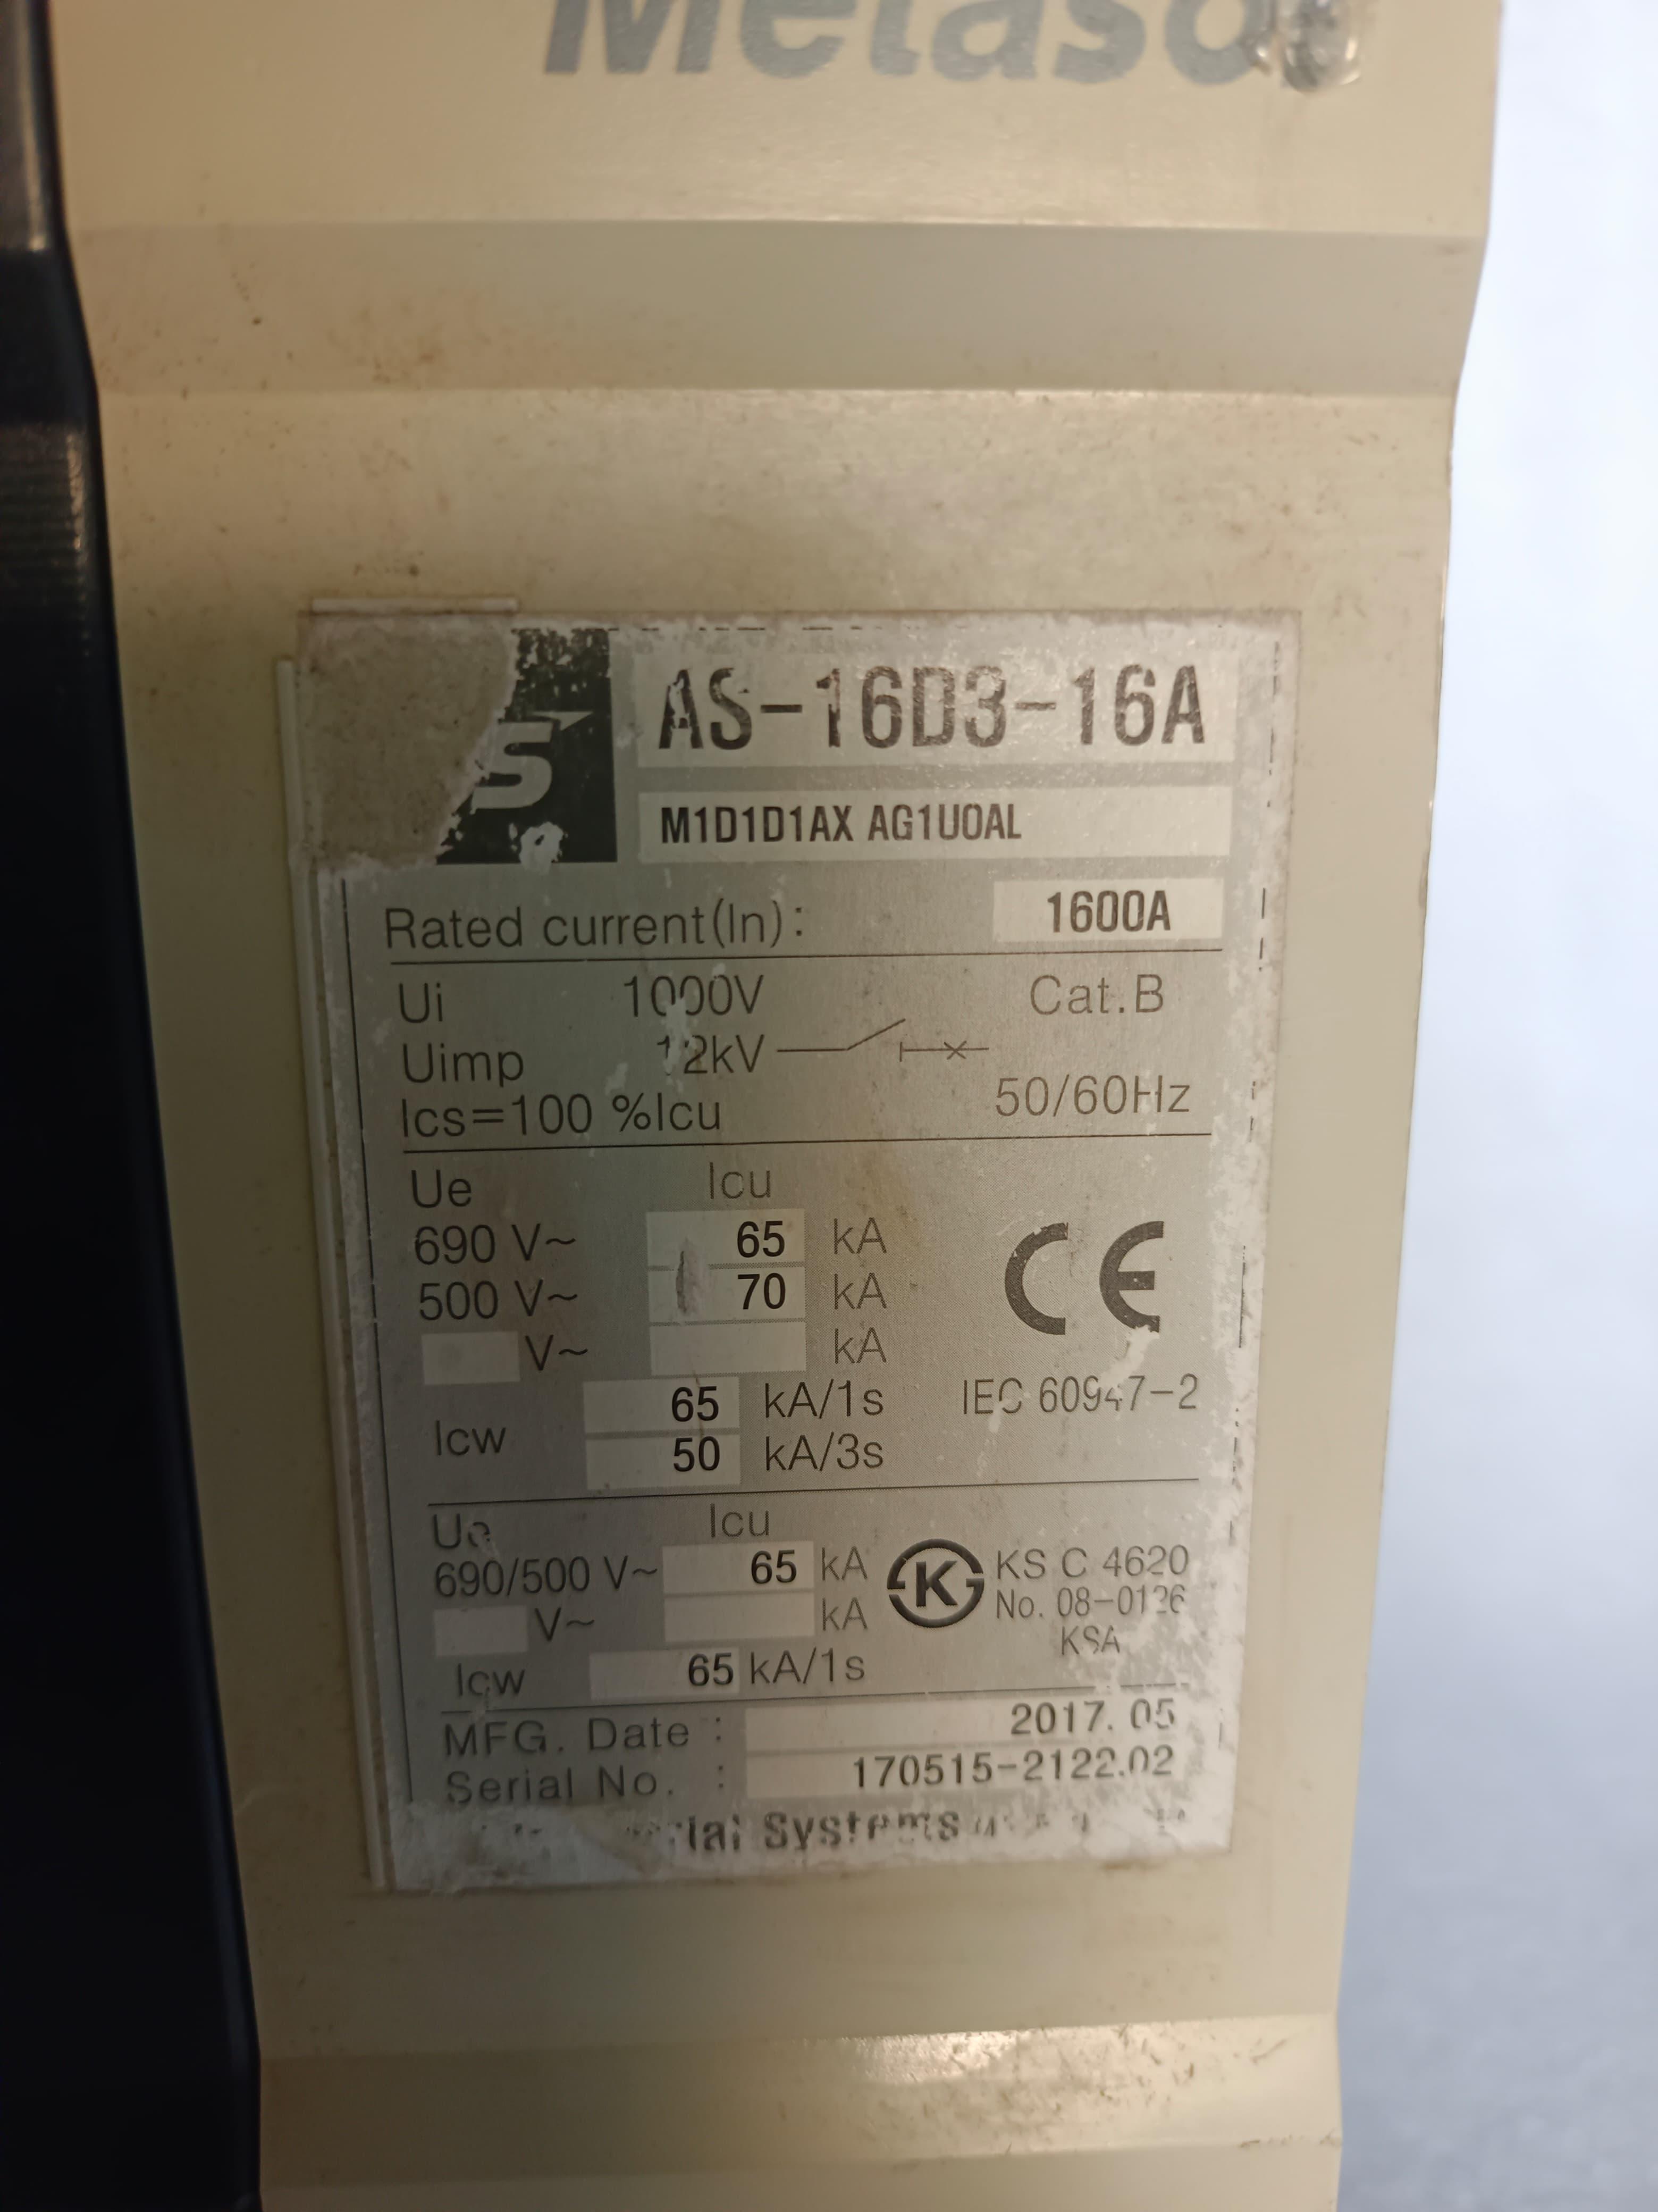 Metaso
S
AS-16D3-16A
M1D1D1AX AG1U0AL
Rated current(In): 1600A
Ui 1000V Cat.B
Uimp 12kV
Ics=100 %Icu 50/60Hz
Ue Icu
690 V~ 65 kA
500 V~ 70 kA
V~ kA
CE
Icw 65 kA/1s IEC 60947-2
50 kA/3s
Ue Icu
690/500 V~ 65 kA K KS C 4620
V~ kA No. 08-0126
KSA
Icw 65 kA/1s
MFG. Date : 2017. 05
Serial No. : 170515-2122.02
Systems